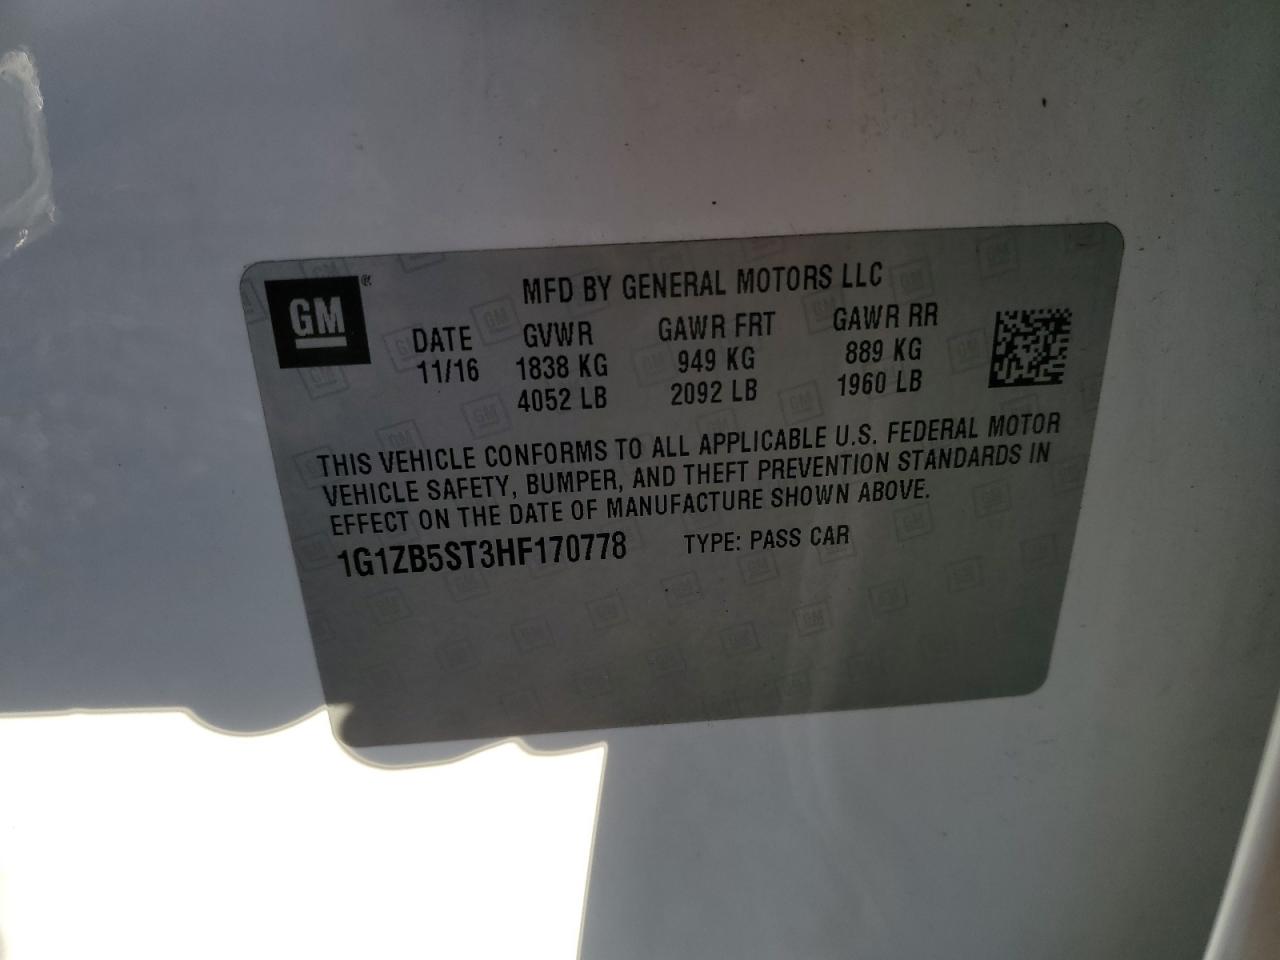 GM®
MFD BY GENERAL MOTORS LLC
DATE GVWR GAWR FRT GAWR RR
11/16 1838 KG 949 KG 889 KG
4052 LB 2092 LB 1960 LB
THIS VEHICLE CONFORMS TO ALL APPLICABLE U.S. FEDERAL MOTOR
VEHICLE SAFETY, BUMPER, AND THEFT PREVENTION STANDARDS IN
EFFECT ON THE DATE OF MANUFACTURE SHOWN ABOVE.
1G1ZB5ST3HF170778 TYPE: PASS CAR